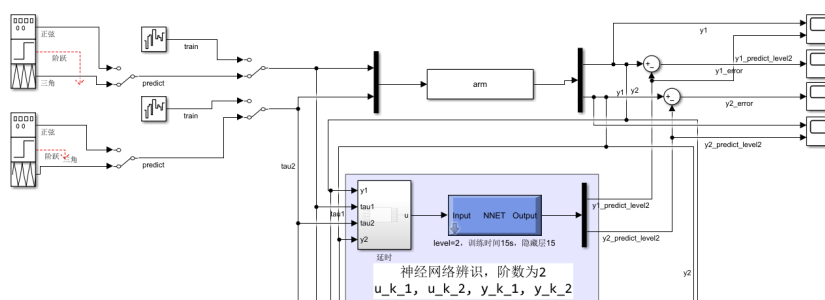 正弦
阶跃
三角
train
predict
正弦
阶跃
三角
train
predict
tau2
arm
y1
y1_predict_level2
y1_error
y1
y2
y2_error
y2_predict_level2
y1
tau1
tau2
y2
u
tau1
延时
Input
NNET
Output
level=2，训练时间15s，隐藏层15
y1_predict_level2
y2_predict_level2
y2
神经网络辨识，阶数为2
u_k_1, u_k_2, y_k_1, y_k_2